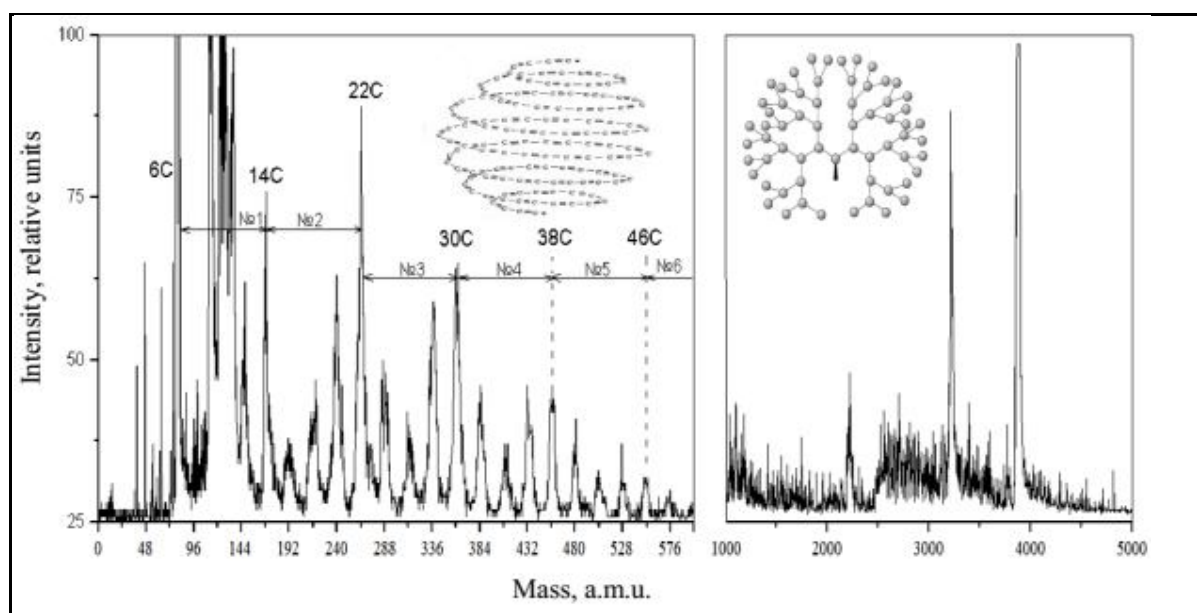 Intensity, relative units
100
75
50
25
6C
14C
22C
30C
38C
46C
№1
№2
№3
№4
№5
№6
0 48 96 144 192 240 288 336 384 432 480 528 576
1000 2000 3000 4000 5000
Mass, a.m.u.